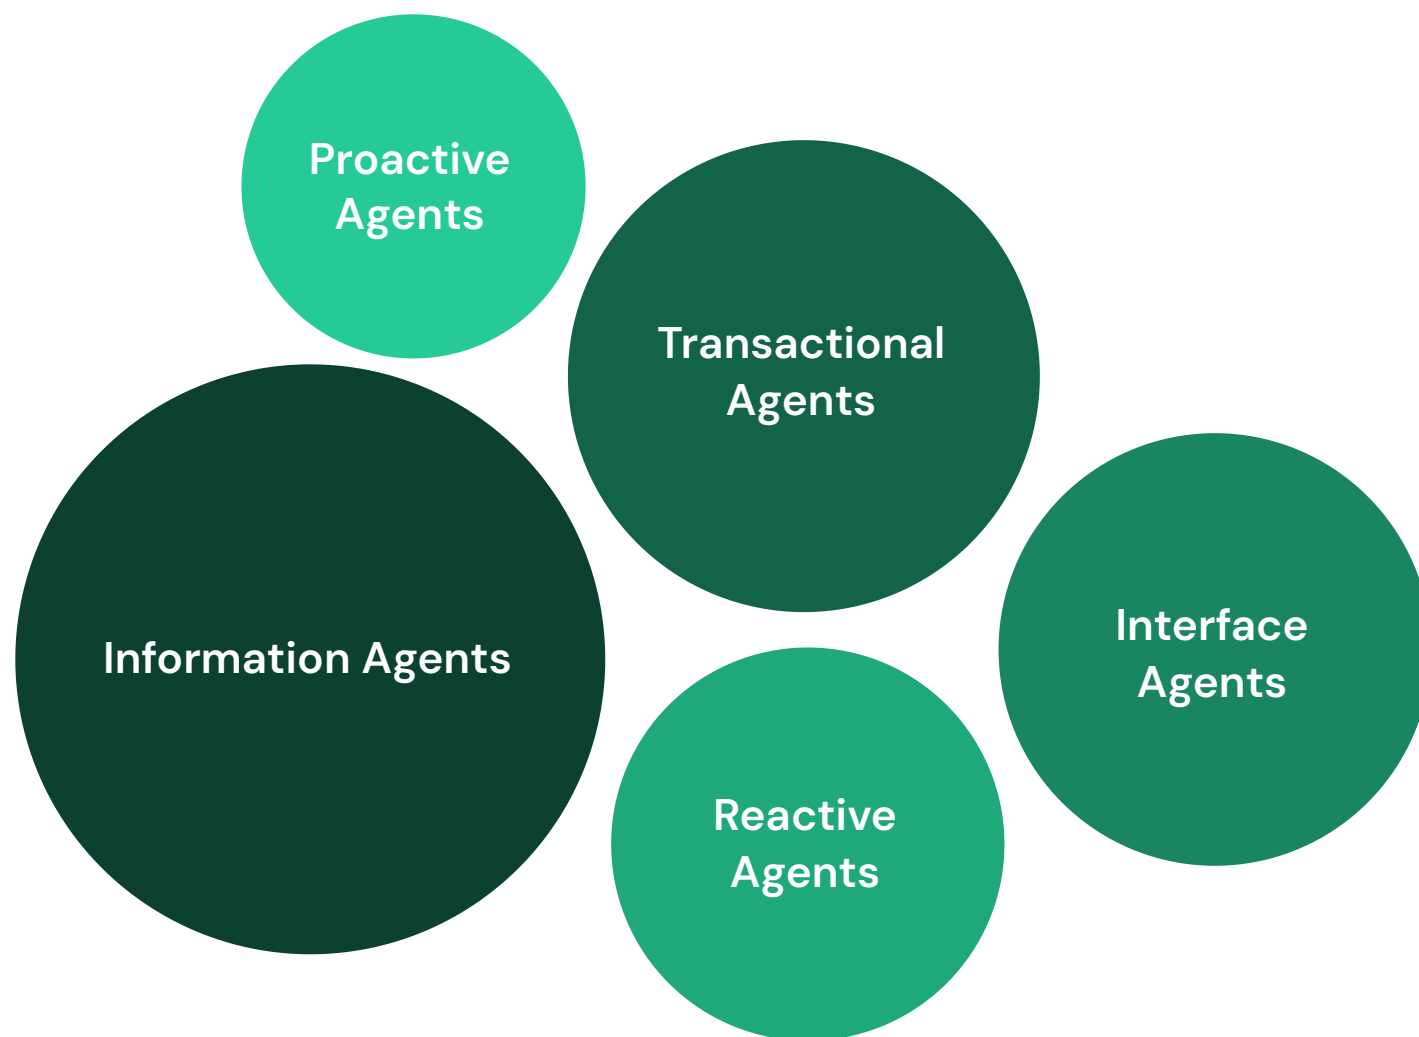 Proactive
Agents
Transactional
Agents
Information Agents
Interface
Agents
Reactive
Agents